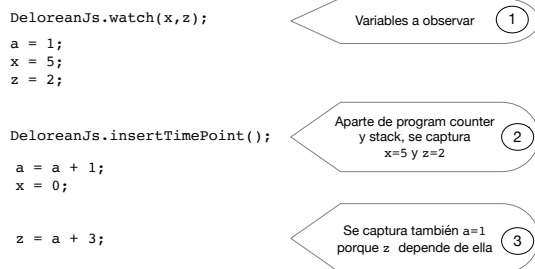 DeloreanJs.watch(x,z);
Variables a observar
1
a = 1;
x = 5;
z = 2;
DeloreanJs.insertTimePoint();
Aparte de program counter
y stack, se captura
x=5 y z=2
2
a = a + 1;
x = 0;
z = a + 3;
Se captura también a=1
porque z depende de ella
3